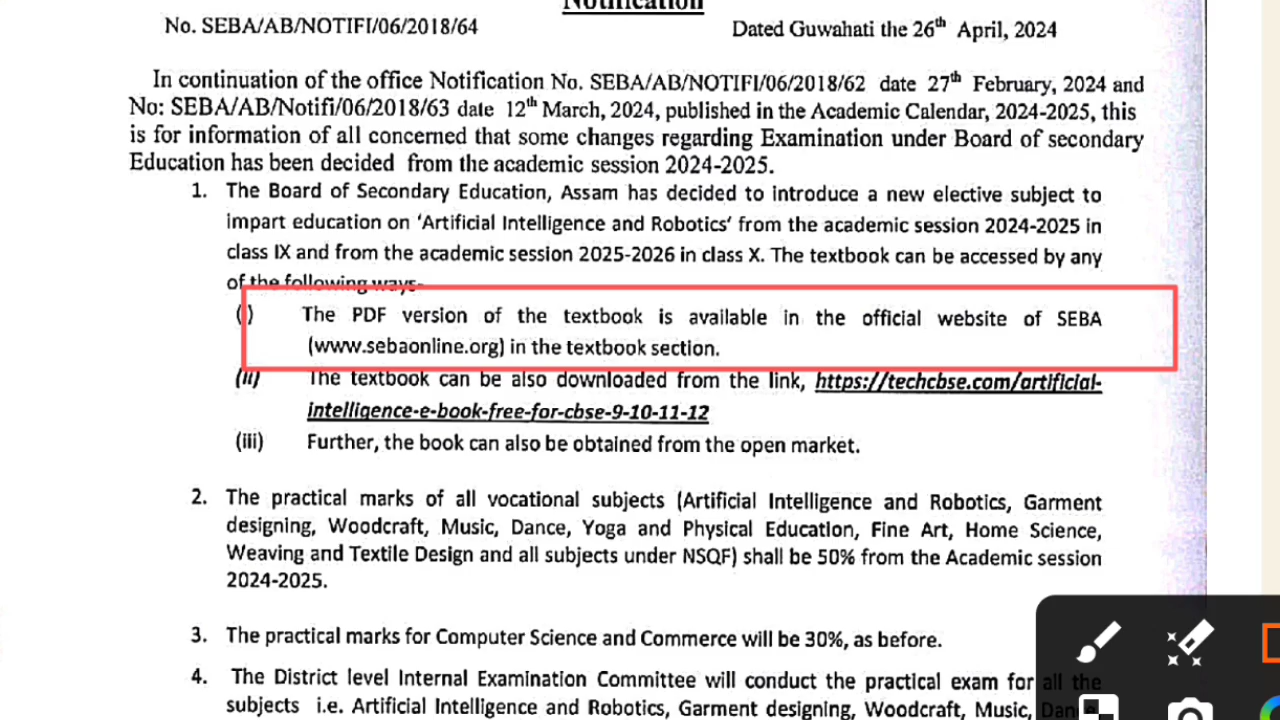 Notification
No. SEBA/AB/NOTIFI/06/2018/64 Dated Guwahati the 26th April, 2024
In continuation of the office Notification No. SEBA/AB/NOTIFI/06/2018/62 date 27th February, 2024 and
No: SEBA/AB/Notifi/06/2018/63 date 12th March, 2024, published in the Academic Calendar, 2024-2025, this
is for information of all concerned that some changes regarding Examination under Board of secondary
Education has been decided from the academic session 2024-2025.
1. The Board of Secondary Education, Assam has decided to introduce a new elective subject to
impart education on 'Artificial Intelligence and Robotics' from the academic session 2024-2025 in
class IX and from the academic session 2025-2026 in class X. The textbook can be accessed by any
of the following ways-
(i) The PDF version of the textbook is available in the official website of SEBA
(www.sebaonline.org) in the textbook section.
(ii) The textbook can be also downloaded from the link, https://techcbse.com/artificial-
intelligence-e-book-free-for-cbse-9-10-11-12
(iii) Further, the book can also be obtained from the open market.
2. The practical marks of all vocational subjects (Artificial Intelligence and Robotics, Garment
designing, Woodcraft, Music, Dance, Yoga and Physical Education, Fine Art, Home Science,
Weaving and Textile Design and all subjects under NSQF) shall be 50% from the Academic session
2024-2025.
3. The practical marks for Computer Science and Commerce will be 30%, as before.
4. The District level Internal Examination Committee will conduct the practical exam for all the
subjects i.e. Artificial Intelligence and Robotics, Garment designing, Woodcraft, Music, Dance,